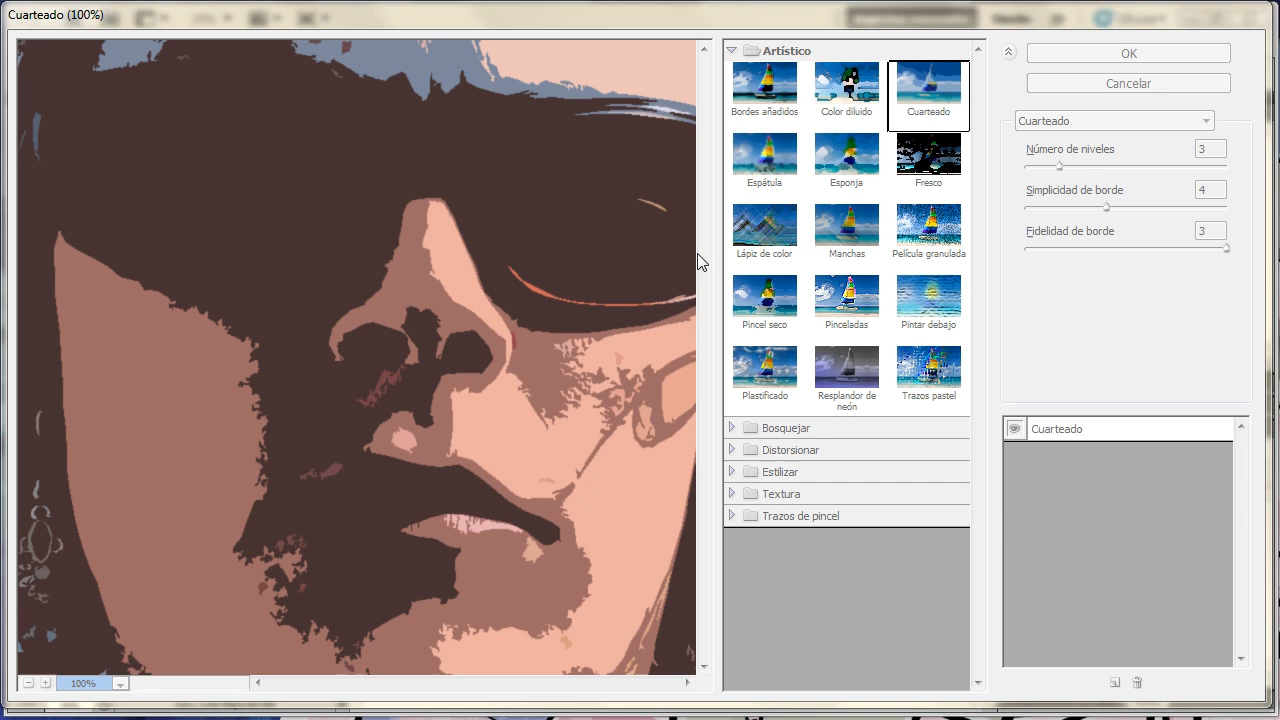 Cuarteado (100%)
Artístico
Bordes añadidos
Color diluido
Cuarteado
Espátula
Esponja
Fresco
Lápiz de color
Manchas
Película granulada
Pincel seco
Pinceladas
Pintar debajo
Plastificado
Resplandor de
neón
Trazos pastel
Bosquejar
Distorsionar
Estilizar
Textura
Trazos de pincel
OK
Cancelar
Cuarteado
Número de niveles 3
Simplicidad de borde 4
Fidelidad de borde 3
Cuarteado
100%